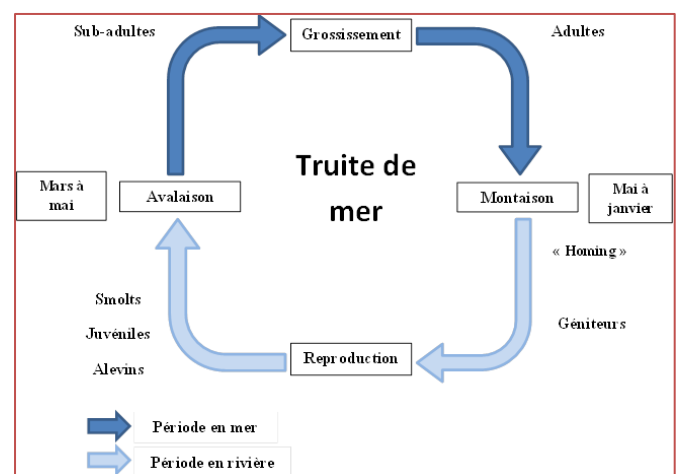 Sub-adultes
Grossissement
Adultes
Truite de
mer
Mars à
mai
Avalaison
Montaison
Mai à
janvier
« Homing »
Smolts
Juvéniles
Alevins
Géniteurs
Reproduction
Période en mer
Période en rivière